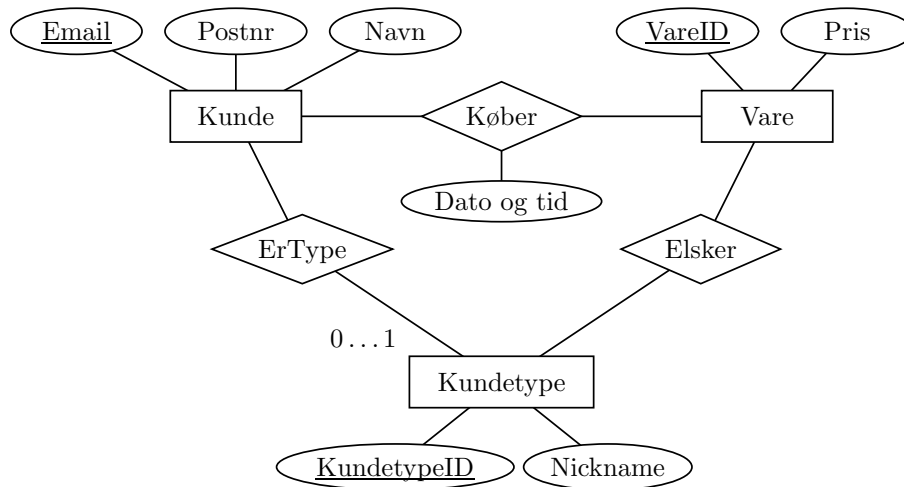 Email
Postnr
Navn
VareID
Pris
Kunde
Køber
Vare
Dato og tid
ErType
Elsker
0...1
Kundetype
KundetypeID
Nickname